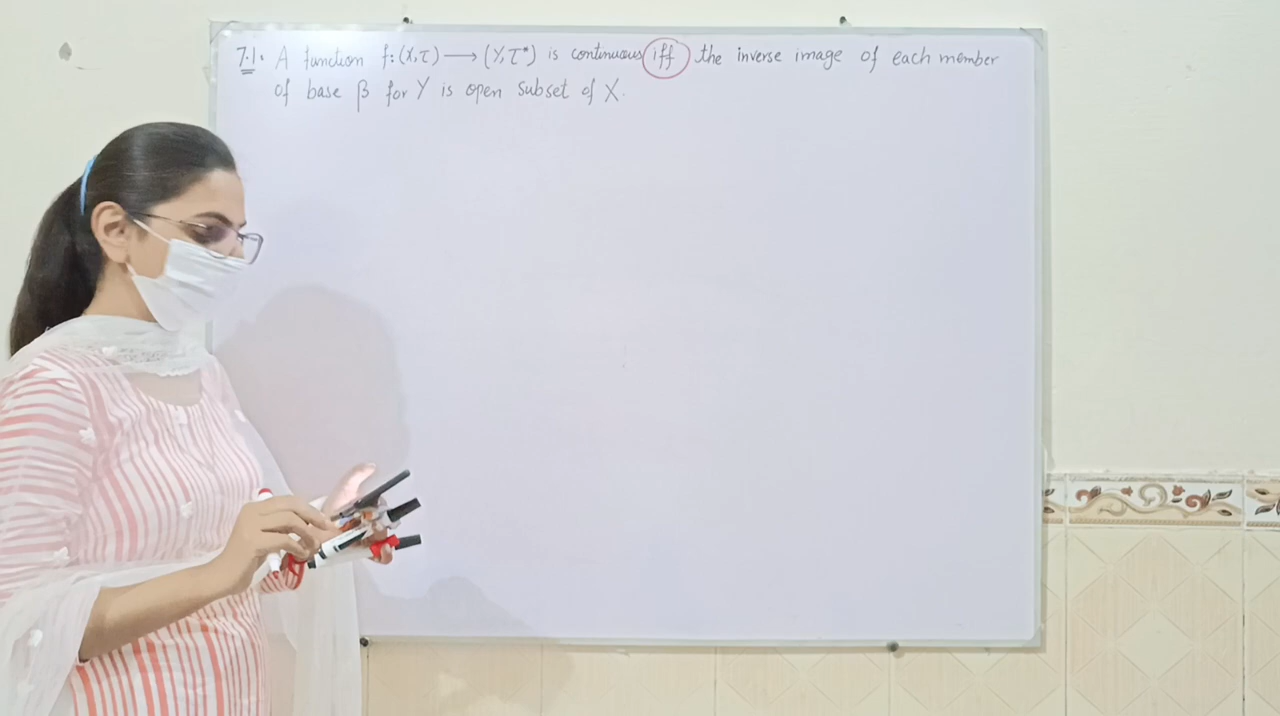 7.1: A function f: (X,τ) ⟶ (Y,τ*) is continuous iff the inverse image of each member
of base β for Y is open subset of X.